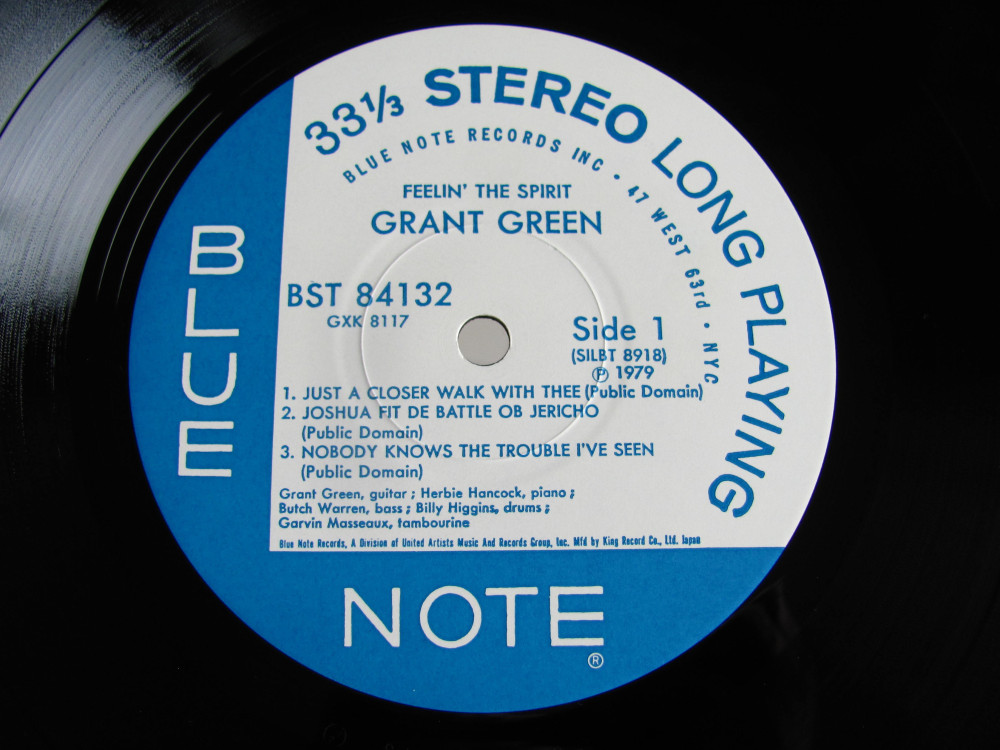 33⅓ STEREO LONG PLAYING
BLUE NOTE RECORDS INC • 47 WEST 63rd • NYC
FEELIN' THE SPIRIT
GRANT GREEN
BST 84132
GXK 8117
Side 1
(SILBT 8918)
Ⓟ 1979
1. JUST A CLOSER WALK WITH THEE (Public Domain)
2. JOSHUA FIT DE BATTLE OB JERICHO
(Public Domain)
3. NOBODY KNOWS THE TROUBLE I'VE SEEN
(Public Domain)
Grant Green, guitar ; Herbie Hancock, piano ;
Butch Warren, bass ; Billy Higgins, drums ;
Garvin Masseaux, tambourine
Blue Note Records, A Division of United Artists Music And Records Group, Inc. Mfd by King Record Co., Ltd. Japan
BLUE
NOTE
®